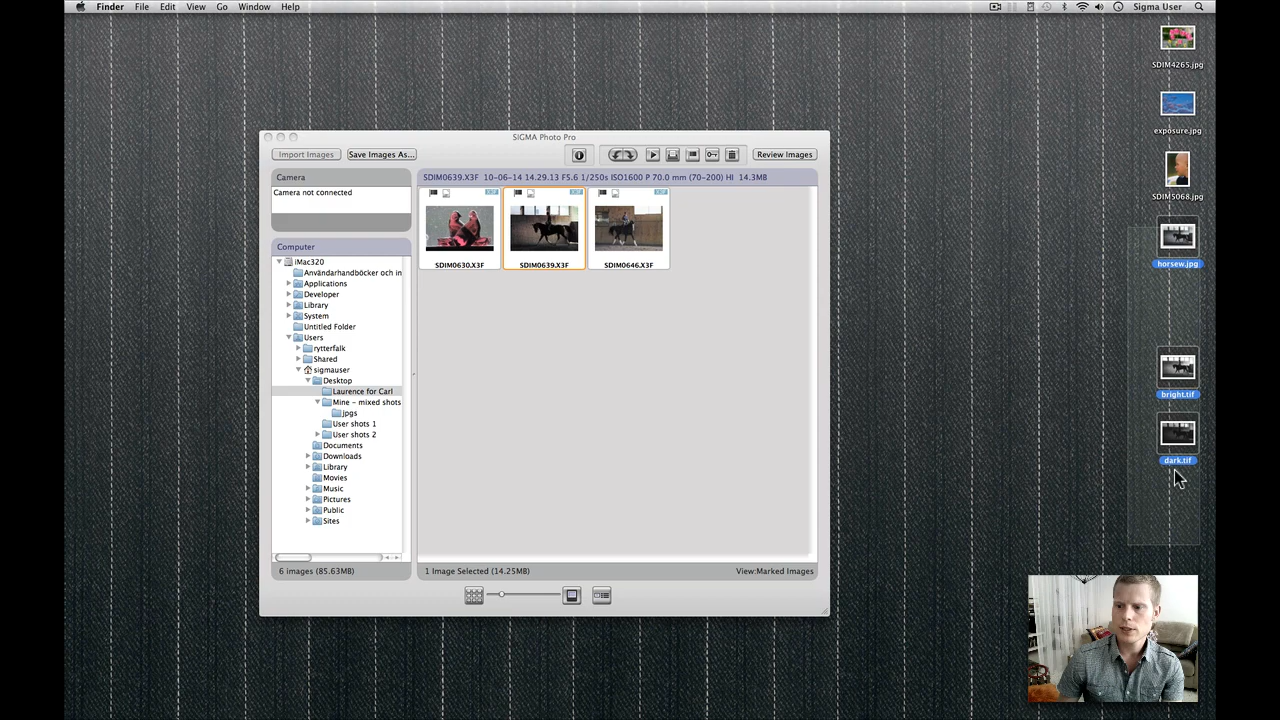 Finder File Edit View Go Window Help Sigma User
SDIM4265.jpg
exposure.jpg
SDIM5068.jpg
horsew.jpg
bright.tif
dark.tif
SIGMA Photo Pro
Import Images Save Images As... Review Images
Camera
Camera not connected
SDIM0639.X3F 10-06-14 14.29.13 F5.6 1/250s ISO1600 P 70.0 mm (70-200) HI 14.3MB
X3F X3F X3F
SDIM0630.X3F SDIM0639.X3F SDIM0646.X3F
Computer
iMac320
Användarhandböcker och in
Applications
Developer
Library
System
Untitled Folder
Users
rytterfalk
Shared
sigmauser
Desktop
Laurence for Carl
Mine - mixed shots
jpgs
User shots 1
User shots 2
Documents
Downloads
Library
Movies
Music
Pictures
Public
Sites
6 images (85.63MB)
1 Image Selected (14.25MB)
View:Marked Images